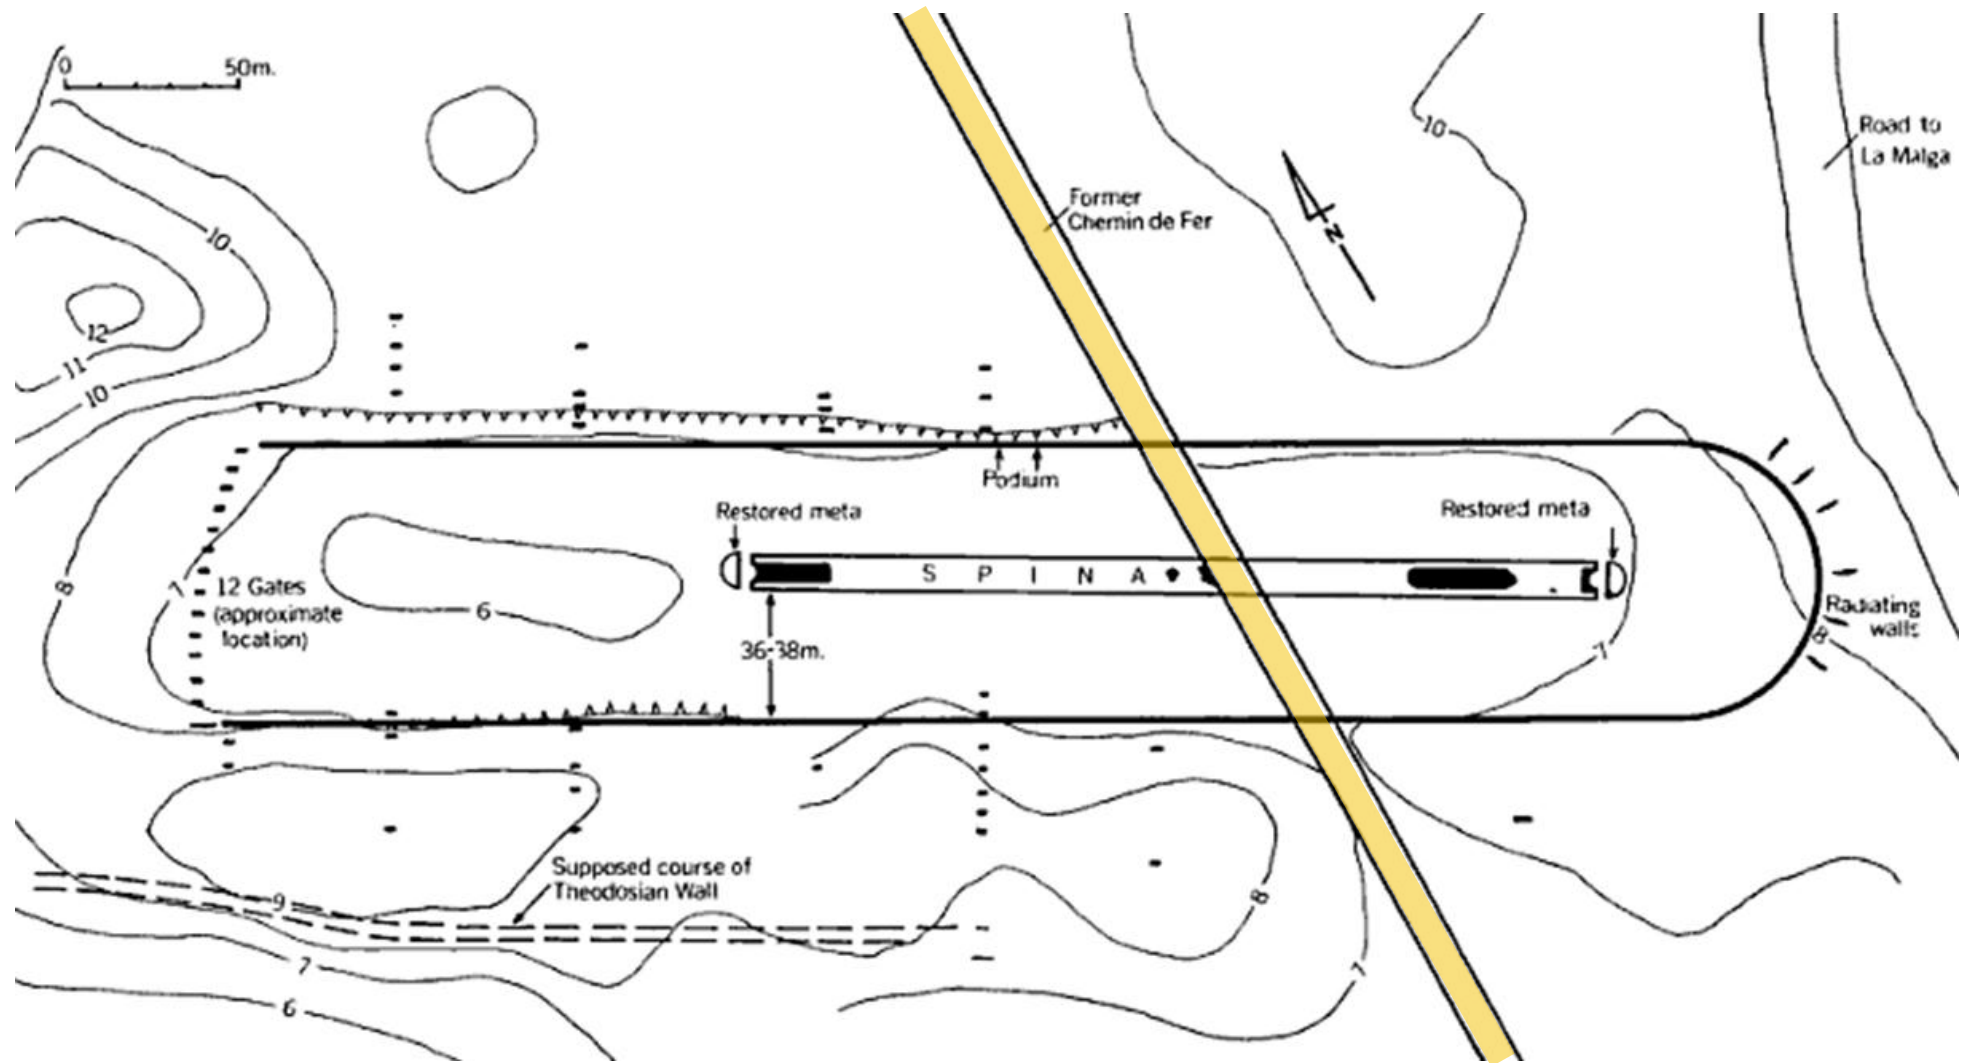 0 50m.
10
Road to
La Malga
Former
Chemin de Fer
N
10
12
11
10
Podium
Restored meta
Restored meta
S P I N A
8
7
12 Gates
(approximate
location)
6
36-38m.
7
Radiating
walls
8
Supposed course of
Theodosian Wall
9
8
7
7
6